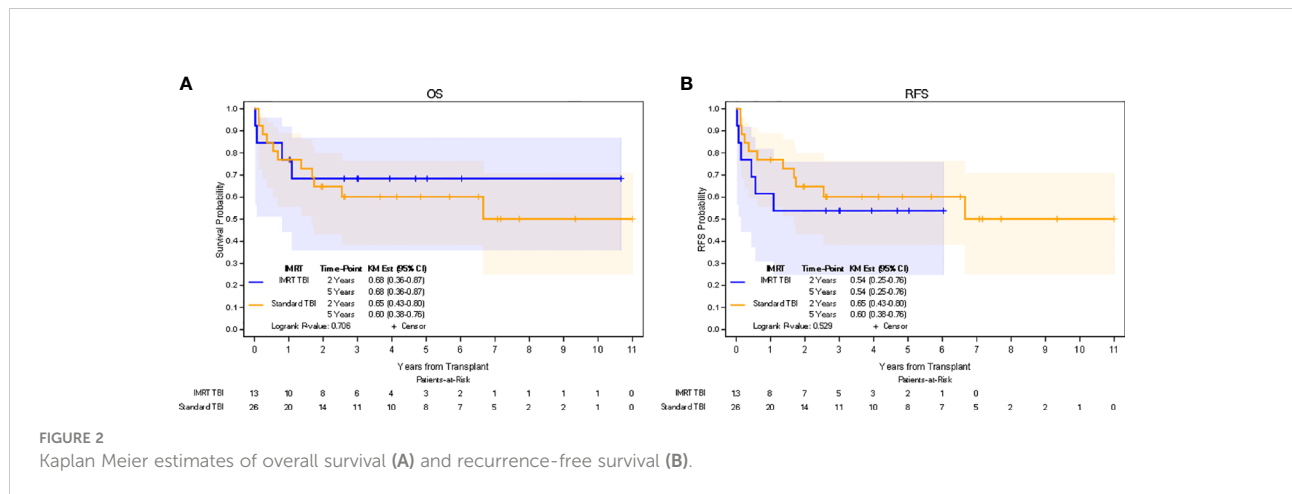 A
OS
1.0
0.9
0.8
0.7
0.6
0.5
0.4
0.3
0.2
0.1
0.0
Survival Probability
IMRT Time-Point KM Est (95% CI)
IMRT TBI 2 Years 0.68 (0.36-0.87)
5 Years 0.68 (0.36-0.87)
Standard TBI 2 Years 0.65 (0.43-0.80)
5 Years 0.60 (0.38-0.76)
Logrank P-value: 0.706 + Censor
0 1 2 3 4 5 6 7 8 9 10 11
Years from Transplant
Patients-at-Risk
IMRT TBI 13 10 8 6 4 3 2 1 1 1 1 0
Standard TBI 26 20 14 11 10 8 7 5 2 2 1 0
B
RFS
1.0
0.9
0.8
0.7
0.6
0.5
0.4
0.3
0.2
0.1
0.0
RFS Probability
IMRT Time-Point KM Est (95% CI)
IMRT TBI 2 Years 0.54 (0.25-0.76)
5 Years 0.54 (0.25-0.76)
Standard TBI 2 Years 0.65 (0.43-0.80)
5 Years 0.60 (0.38-0.76)
Logrank P-value: 0.529 + Censor
0 1 2 3 4 5 6 7 8 9 10 11
Years from Transplant
Patients-at-Risk
IMRT TBI 13 8 7 5 3 2 1 0
Standard TBI 26 20 14 11 10 8 7 5 2 2 1 0
FIGURE 2
Kaplan Meier estimates of overall survival (A) and recurrence-free survival (B).